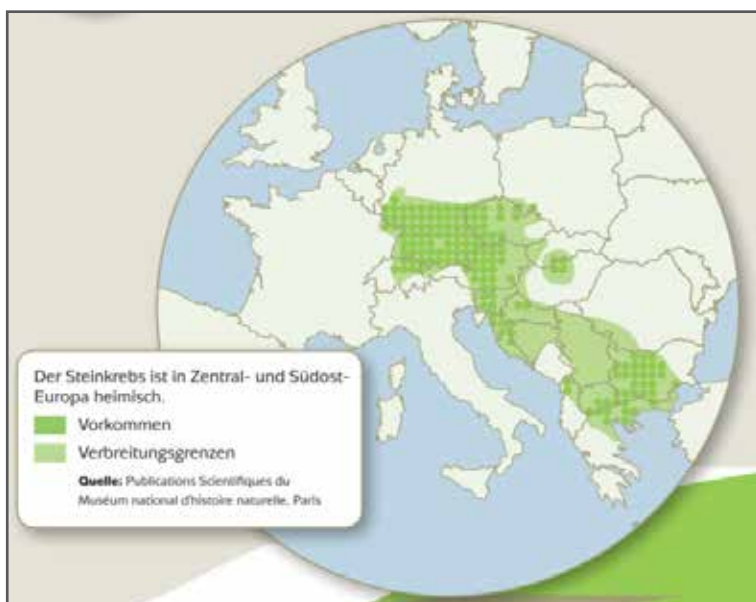 Der Steinkrebs ist in Zentral- und Südost-
Europa heimisch.
Vorkommen
Verbreitungsgrenzen
Quelle: Publications Scientifiques du
Muséum national d'histoire naturelle, Paris